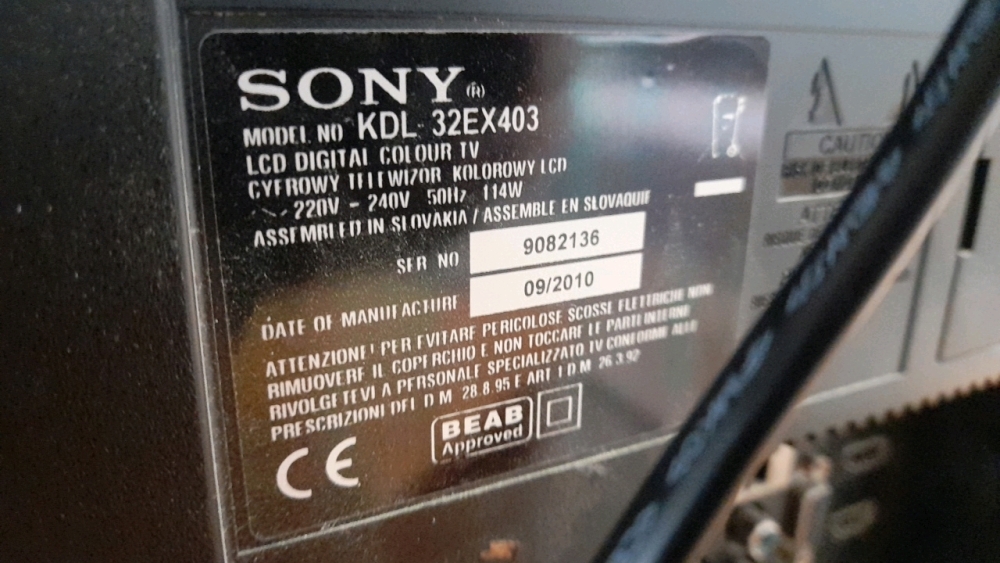 SONY®
MODEL NO KDL-32EX403
LCD DIGITAL COLOUR TV
CYFROWY TELEWIZOR KOLOROWY LCD
220V - 240V 50Hz 114W
ASSEMBLED IN SLOVAKIA / ASSEMBLE EN SLOVAQUIE
SER NO 9082136
DATE OF MANUFACTURE 09/2010
ATTENZIONE! PER EVITARE PERICOLOSE SCOSSE ELETTRICHE NON
RIMUOVERE IL COPERCHIO E NON TOCCARE LE PARTI INTERNE
RIVOLGETEVI A PERSONALE SPECIALIZZATO TV CONFORME ALLE
PRESCRIZIONI DEL D M 28.8.95 E ART 1 D.M 26.3.92
CE
BEAB
Approved
CAUTION